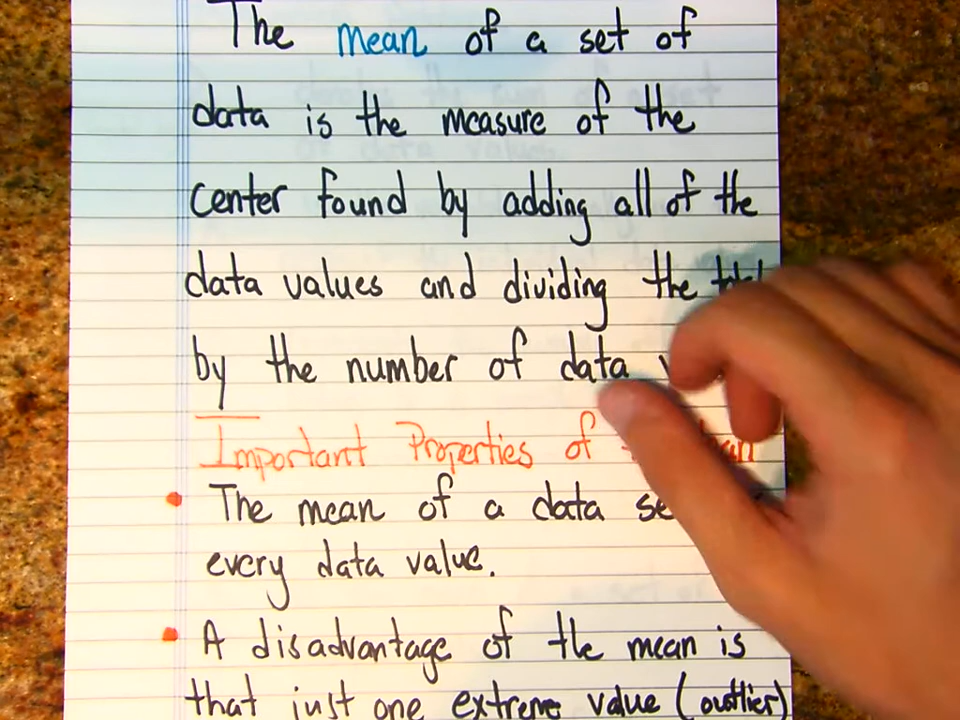 The mean of a set of
data is the measure of the
center found by adding all of the
data values and dividing the total
by the number of data
Important Properties of
The mean of a data
every data value.
A disadvantage of the mean is
that just one extreme value (outlier)